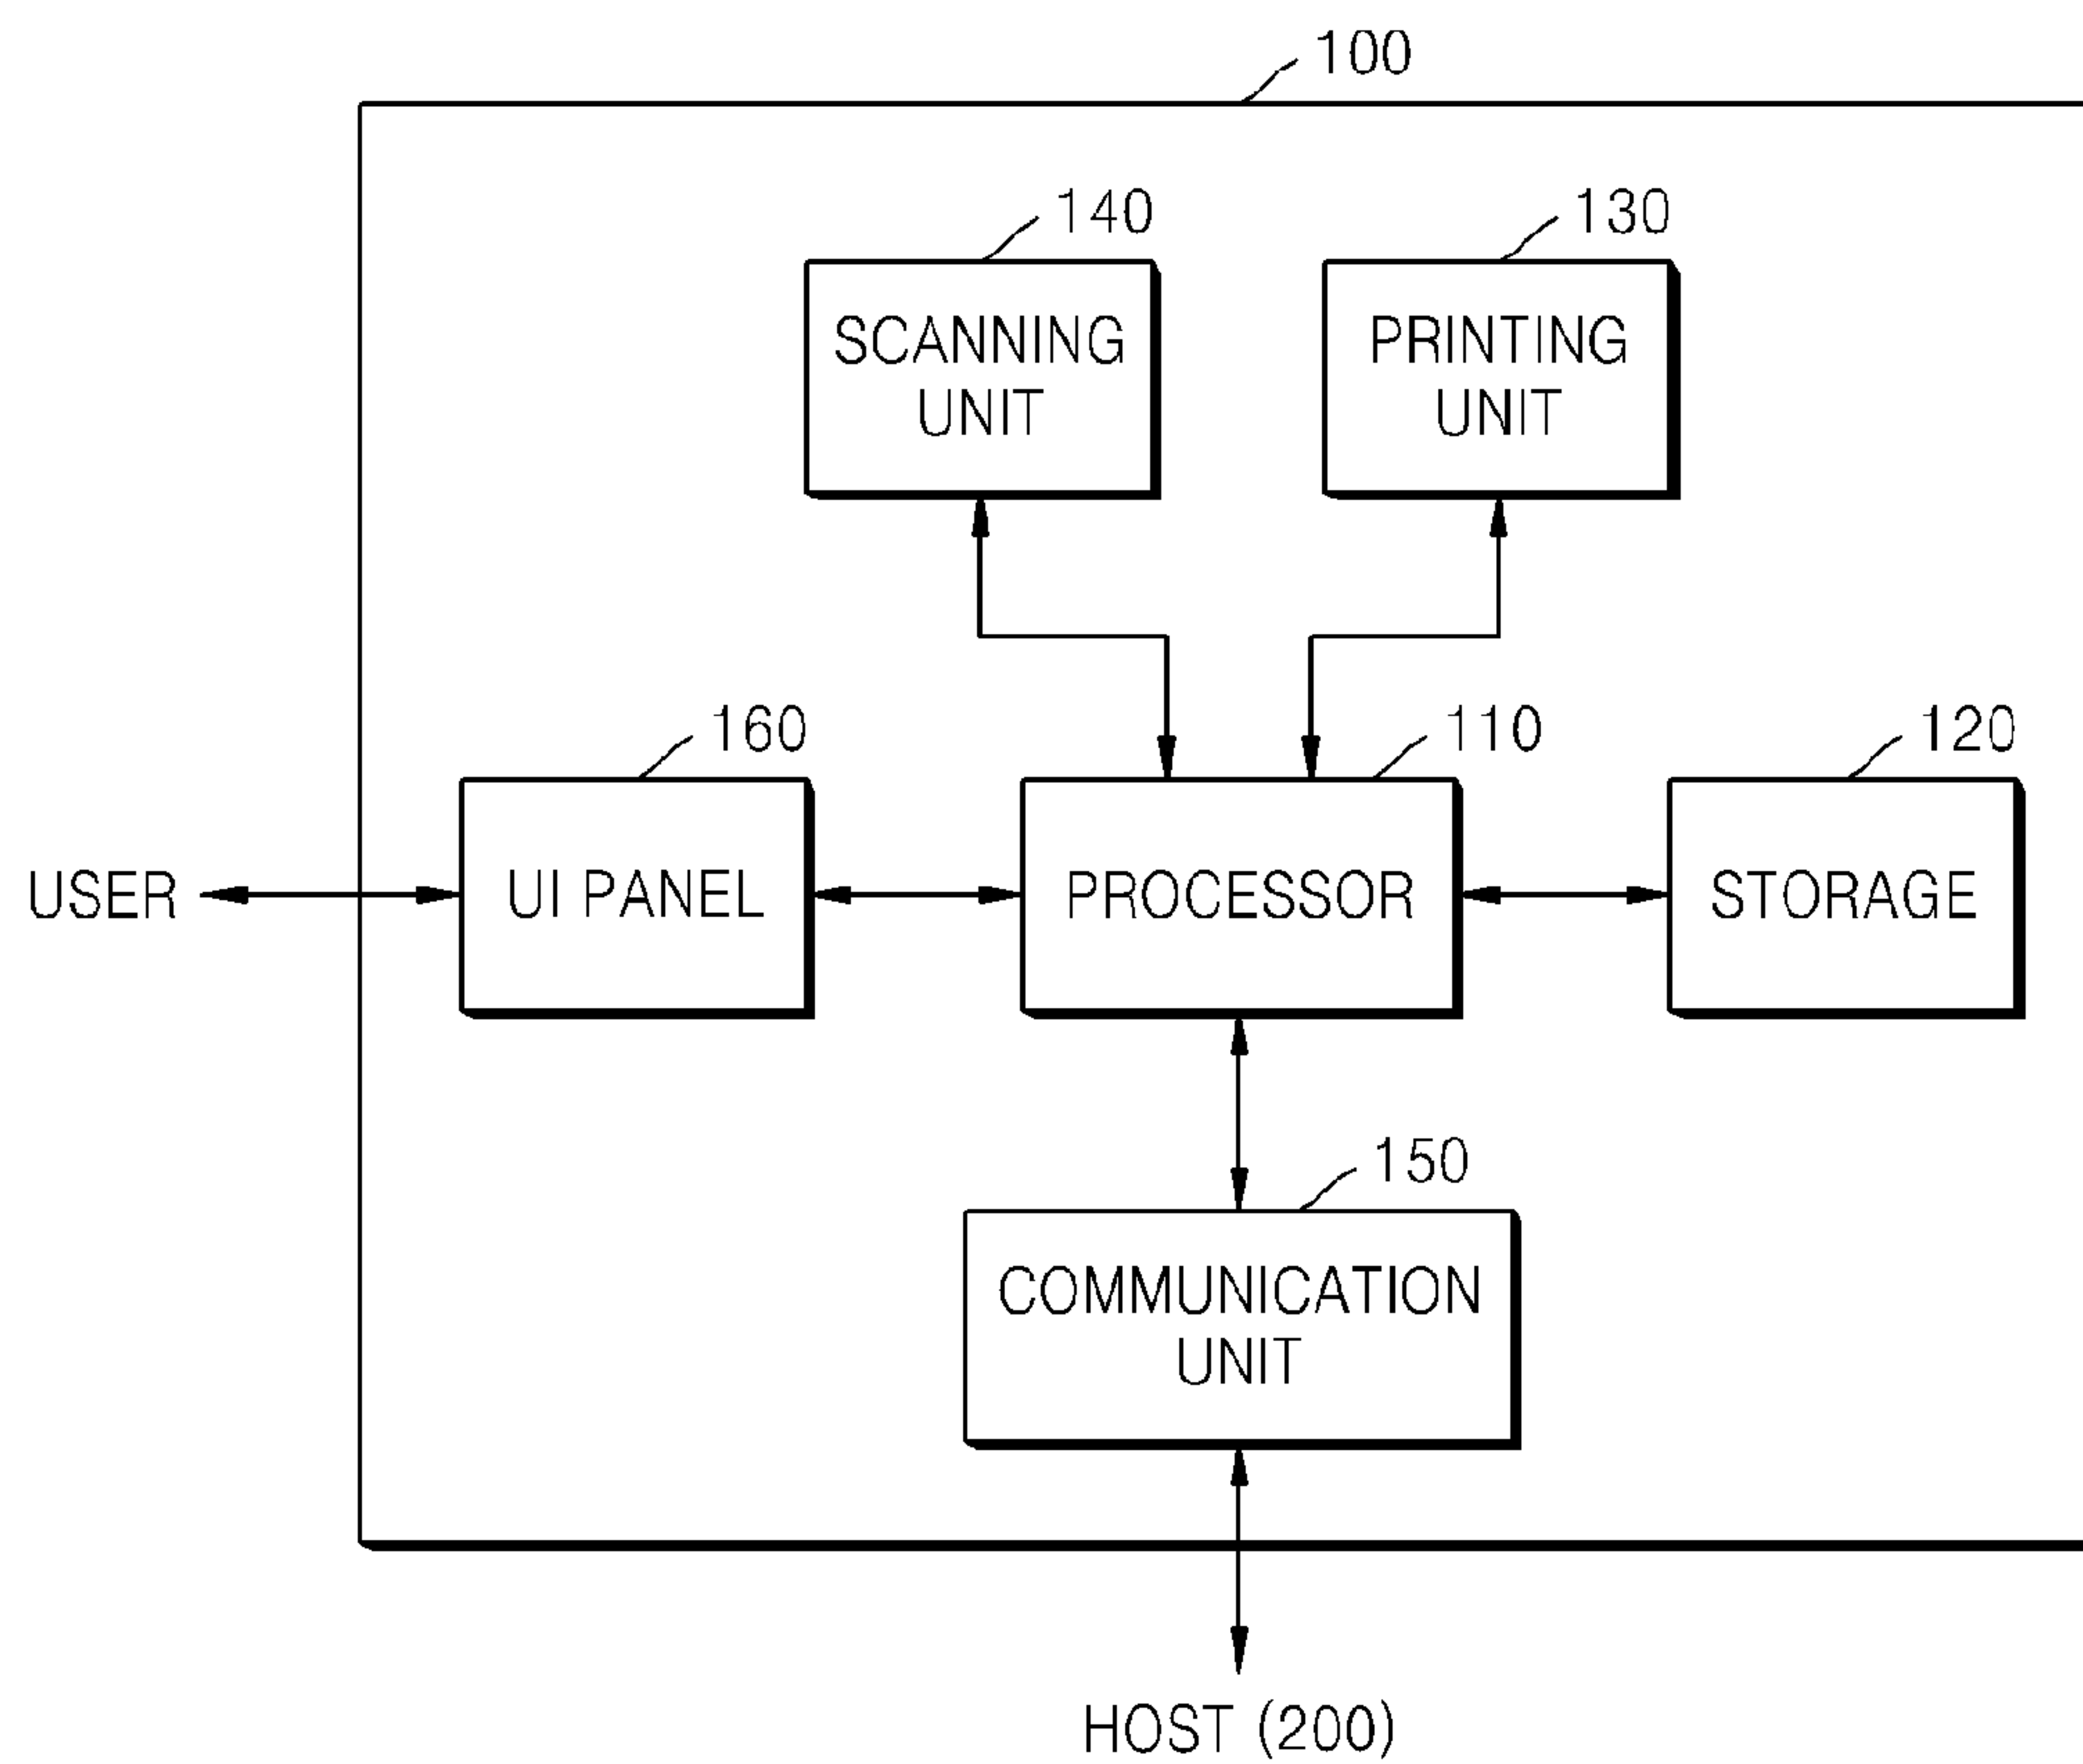 100
140
130
SCANNING
UNIT
PRINTING
UNIT
160
110
120
USER
UI PANEL
PROCESSOR
STORAGE
150
COMMUNICATION
UNIT
HOST (200)